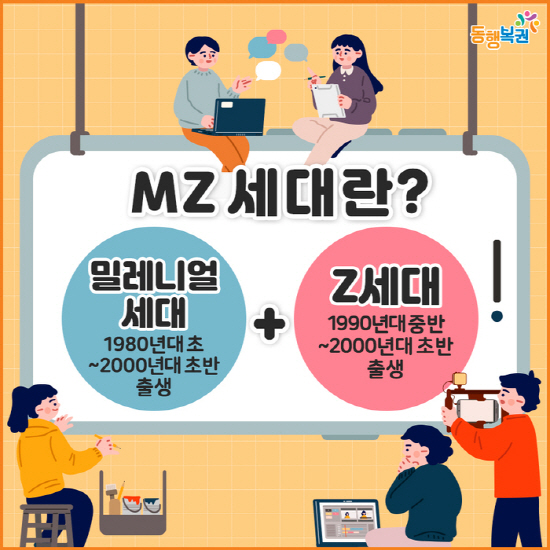 동행복권
MZ 세대란?
밀레니얼
세대
1980년대 초
~2000년대 초반
출생
+
Z세대
1990년대 중반
~2000년대 초반
출생